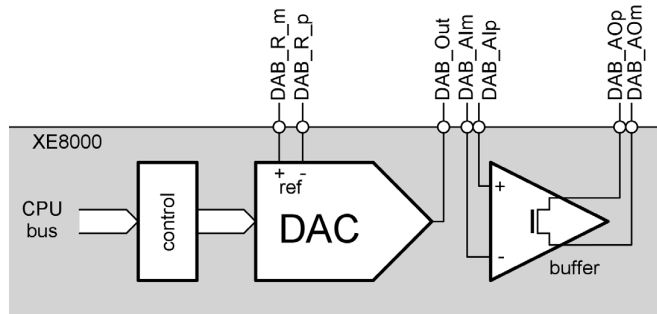 DAB_R_m
DAB_R_p
DAB_Out
DAB_AIm
DAB_AIp
DAB_AOp
DAB_AOm
XE8000
+ -
ref
CPU
bus
control
DAC
+
-
buffer